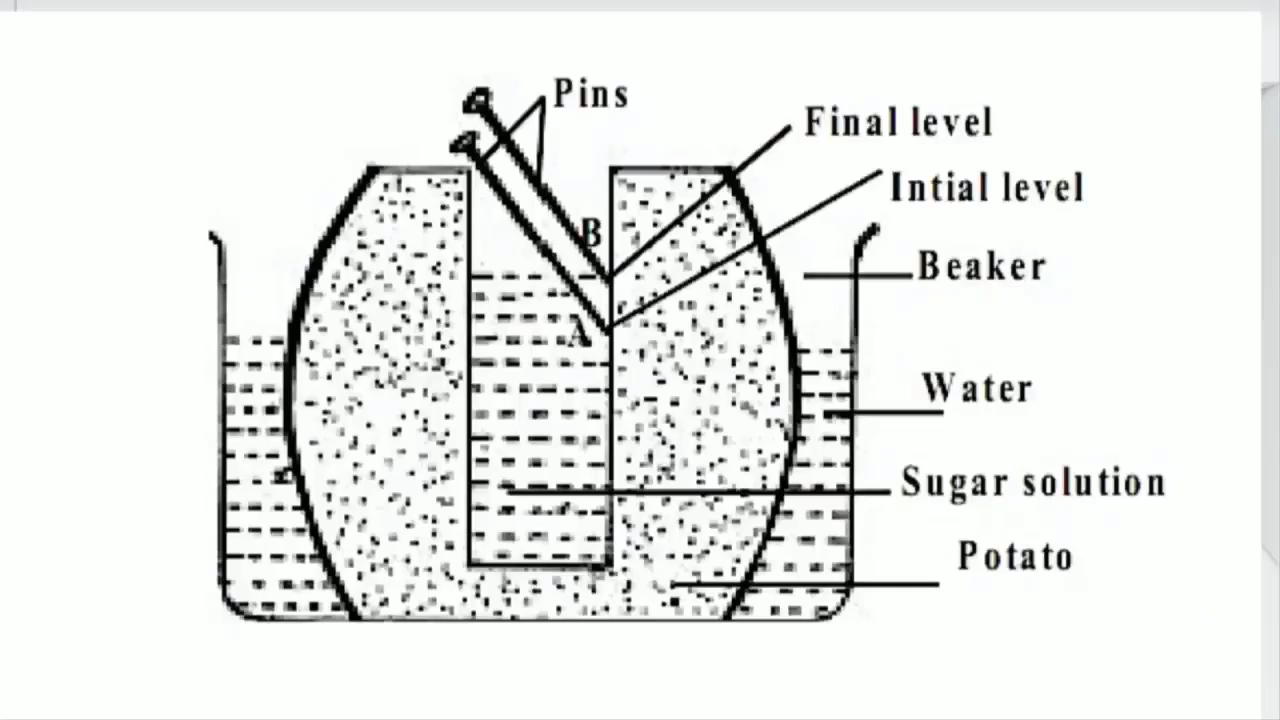 Pins
Final level
Intial level
B
Beaker
A
Water
Sugar solution
Potato